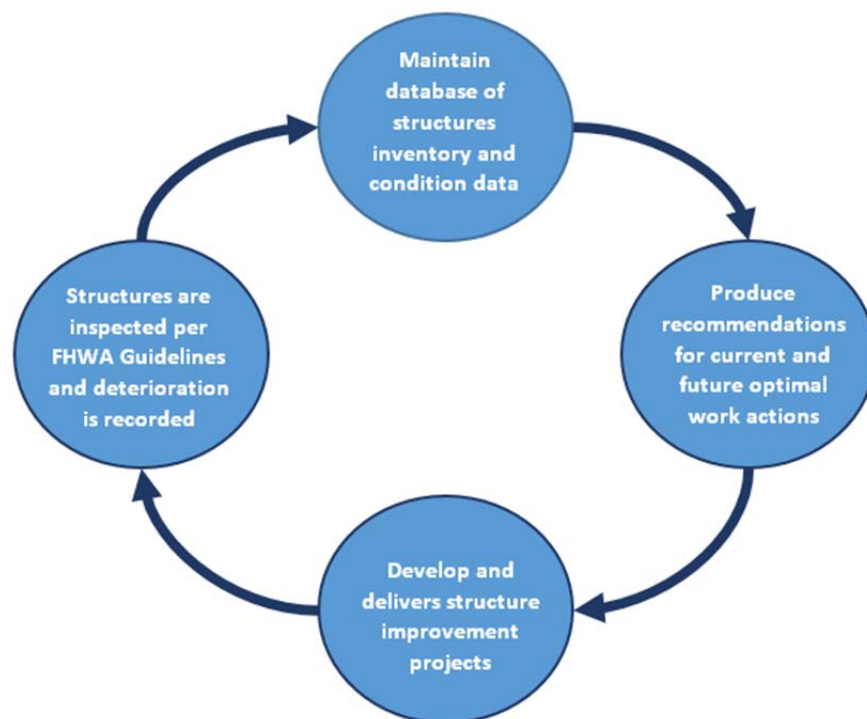 Maintain
database of
structures
inventory and
condition data
Produce
recommendations
for current and
future optimal
work actions
Develop and
delivers structure
improvement
projects
Structures are
inspected per
FHWA Guidelines
and deterioration
is recorded